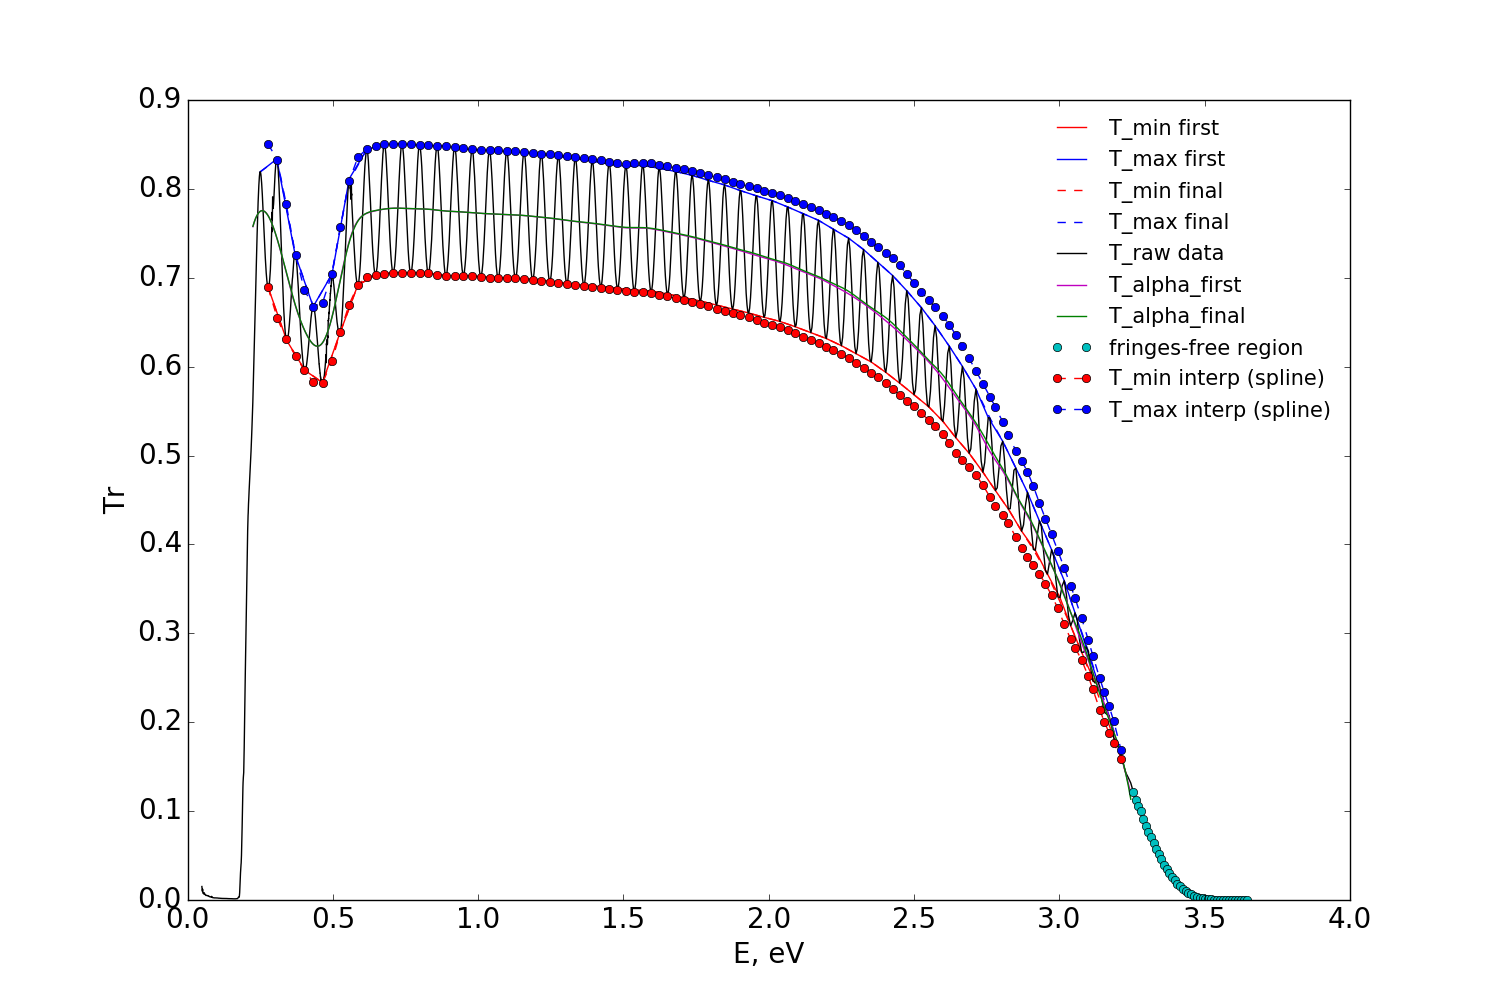 0.9
0.8
0.7
0.6
0.5
0.4
0.3
0.2
0.1
0.0
Tr
T_min first
T_max first
T_min final
T_max final
T_raw data
T_alpha_first
T_alpha_final
fringes-free region
T_min interp (spline)
T_max interp (spline)
0.0 0.5 1.0 1.5 2.0 2.5 3.0 3.5 4.0
E, eV